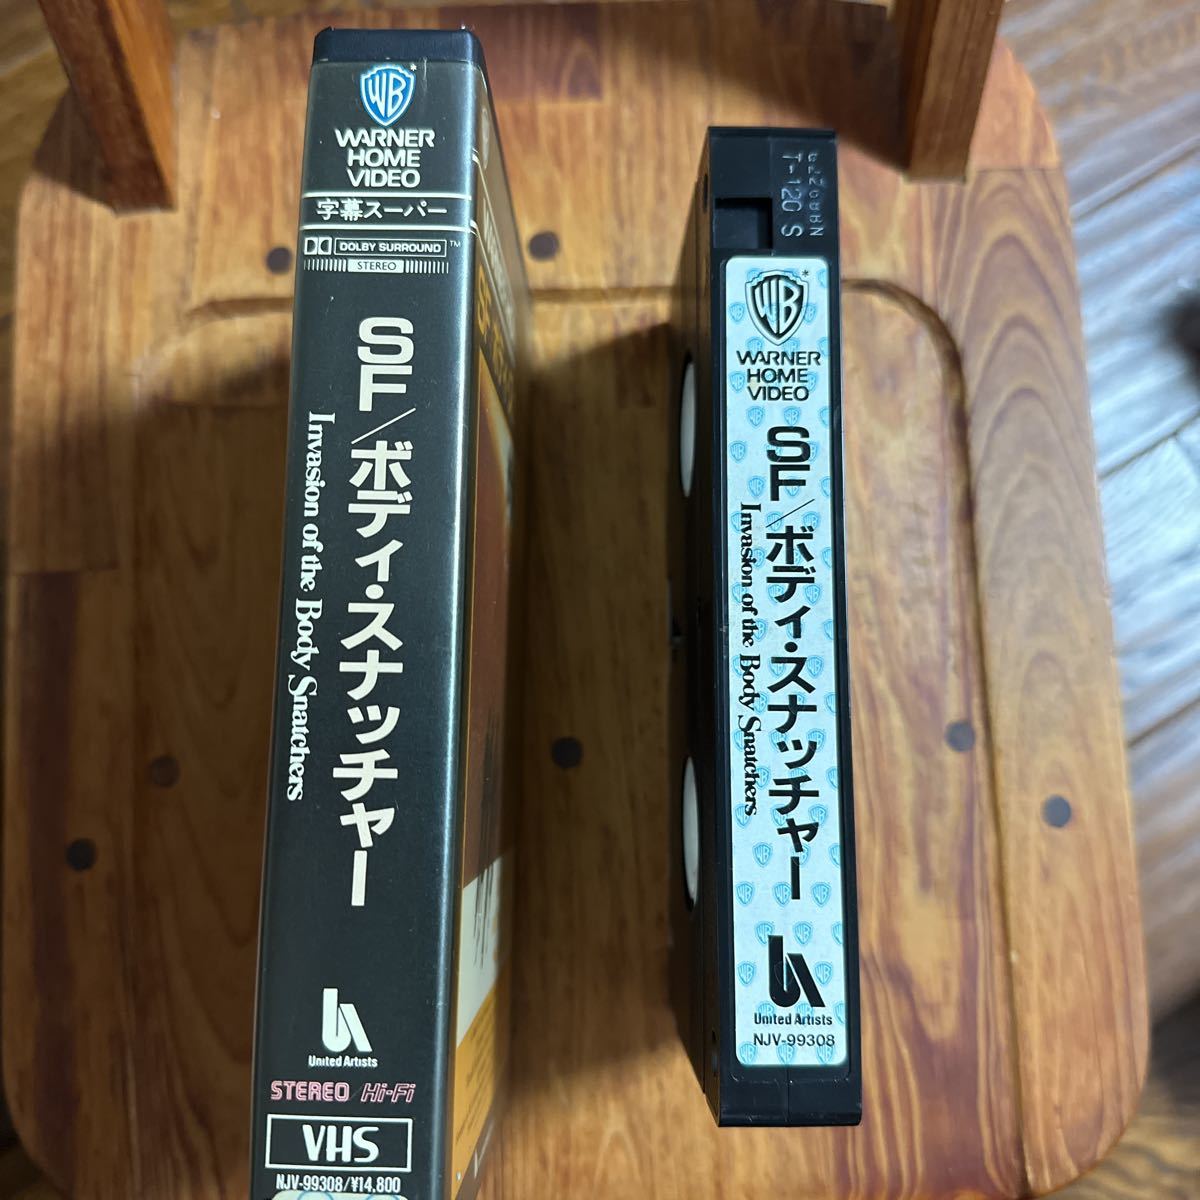 WB
WARNER
HOME
VIDEO
字幕スーパー
DOLBY SURROUND™
STEREO
SF/ボディ・スナッチャー
Invasion of the Body Snatchers
United Artists
STEREO/Hi-Fi
VHS
NJV-99308/¥14,800
T-120 S
WB
WARNER
HOME
VIDEO
SF/ボディ・スナッチャー
Invasion of the Body Snatchers
United Artists
NJV-99308